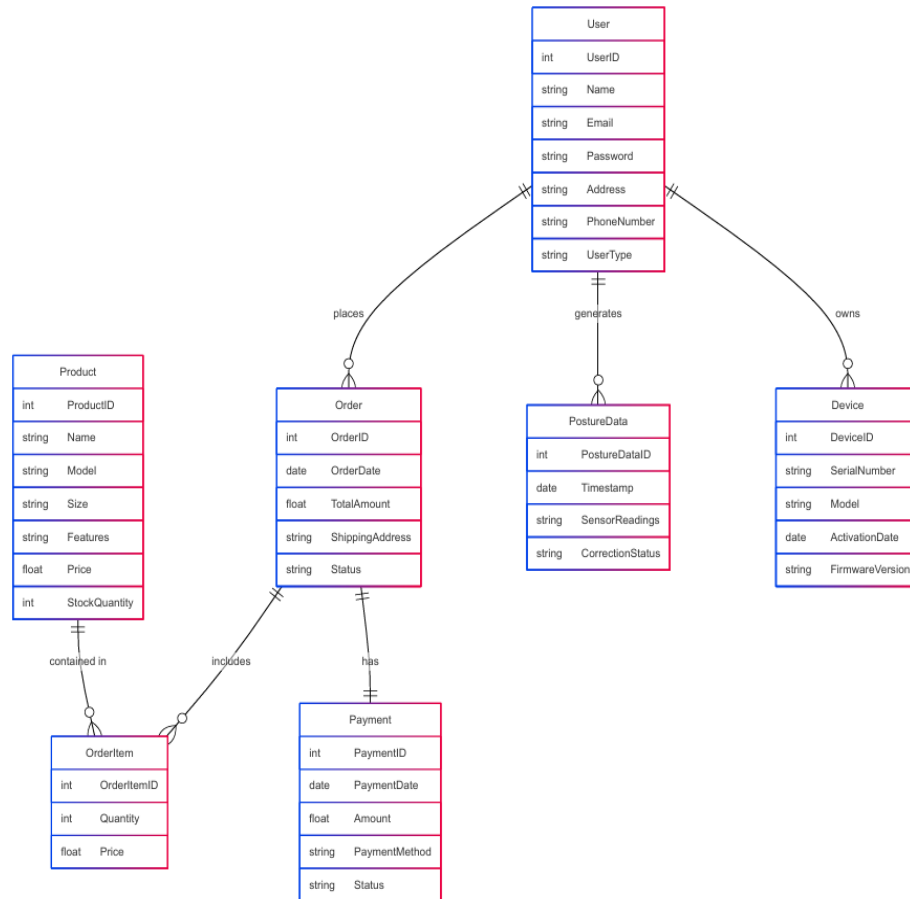 User
int UserID
string Name
string Email
string Password
string Address
string PhoneNumber
string UserType
places
generates
owns
Product
int ProductID
string Name
string Model
string Size
string Features
float Price
int StockQuantity
Order
int OrderID
date OrderDate
float TotalAmount
string ShippingAddress
string Status
PostureData
int PostureDataID
date Timestamp
string SensorReadings
string CorrectionStatus
Device
int DeviceID
string SerialNumber
string Model
date ActivationDate
string FirmwareVersion
contained in
includes
has
OrderItem
int OrderItemID
int Quantity
float Price
Payment
int PaymentID
date PaymentDate
float Amount
string PaymentMethod
string Status